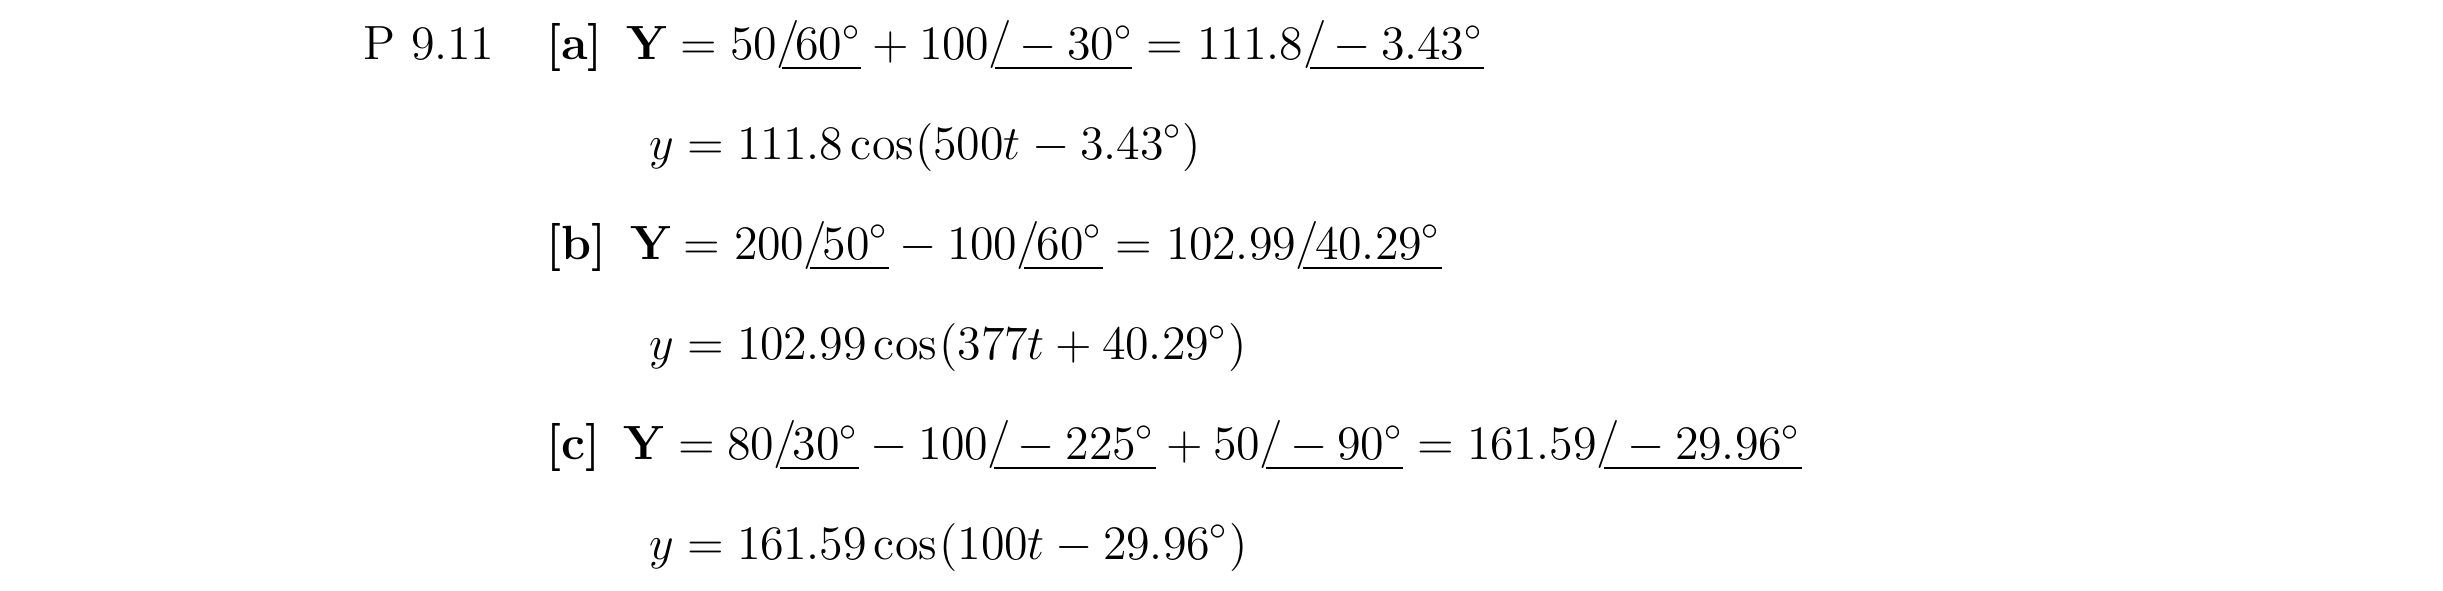 P 9.11 [a] Y = 50/60° + 100/− 30° = 111.8/− 3.43°
y = 111.8 cos(500t − 3.43°)
[b] Y = 200/50° − 100/60° = 102.99/40.29°
y = 102.99 cos(377t + 40.29°)
[c] Y = 80/30° − 100/− 225° + 50/− 90° = 161.59/− 29.96°
y = 161.59 cos(100t − 29.96°)